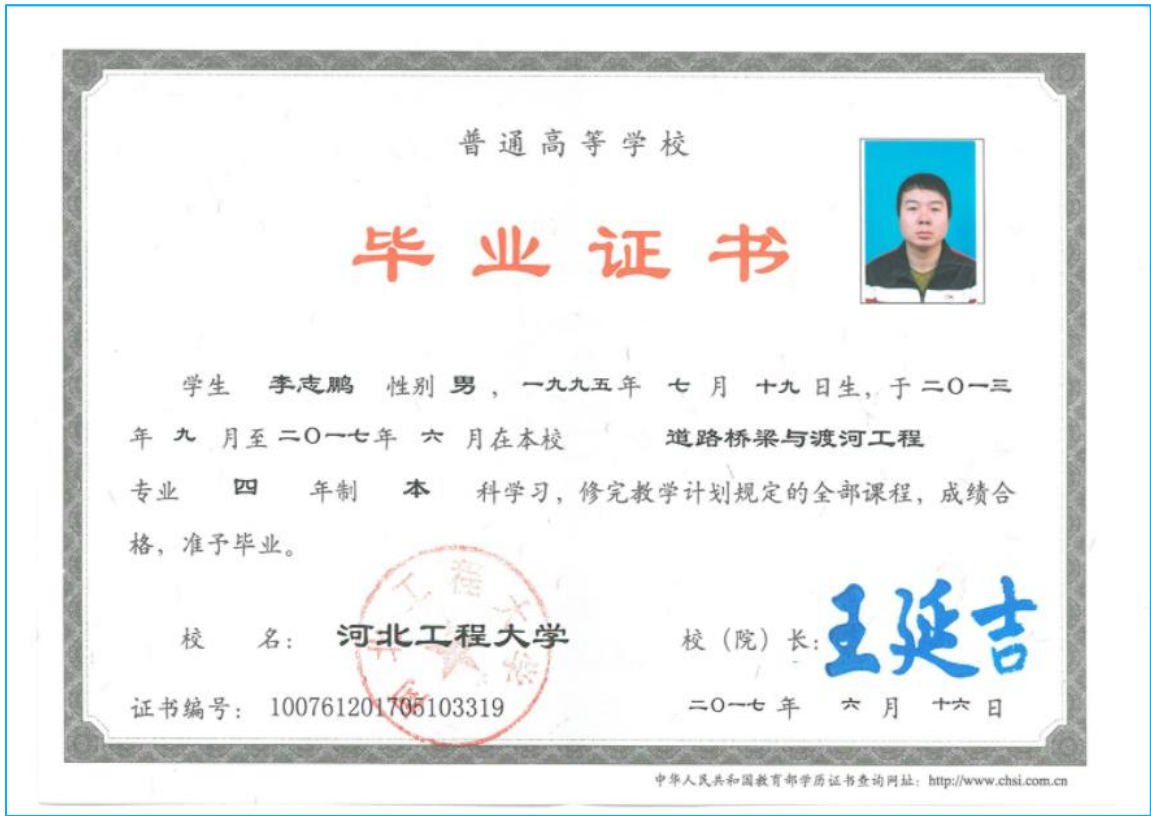 普通高等学校
毕业证书
学生 李志鹏 性别 男，一九九五年 七 月 十九 日生，于 二〇一三
年 九 月至 二〇一七年 六 月在本校 道路桥梁与渡河工程
专业 四 年制 本 科学习，修完教学计划规定的全部课程，成绩合
格，准予毕业。
河北工程大学
校 名： 河北工程大学 校（院）长：王延吉
证书编号： 100761201705103319 二〇一七 年 六 月 十六 日
中华人民共和国教育部学历证书查询网址：http://www.chsi.com.cn